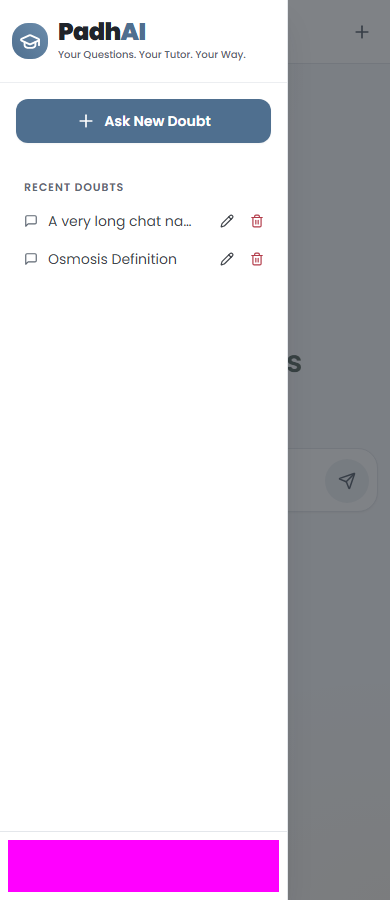 PadhAI
Your Questions. Your Tutor. Your Way.
Ask New Doubt
RECENT DOUBTS
A very long chat na...
Osmosis Definition
s